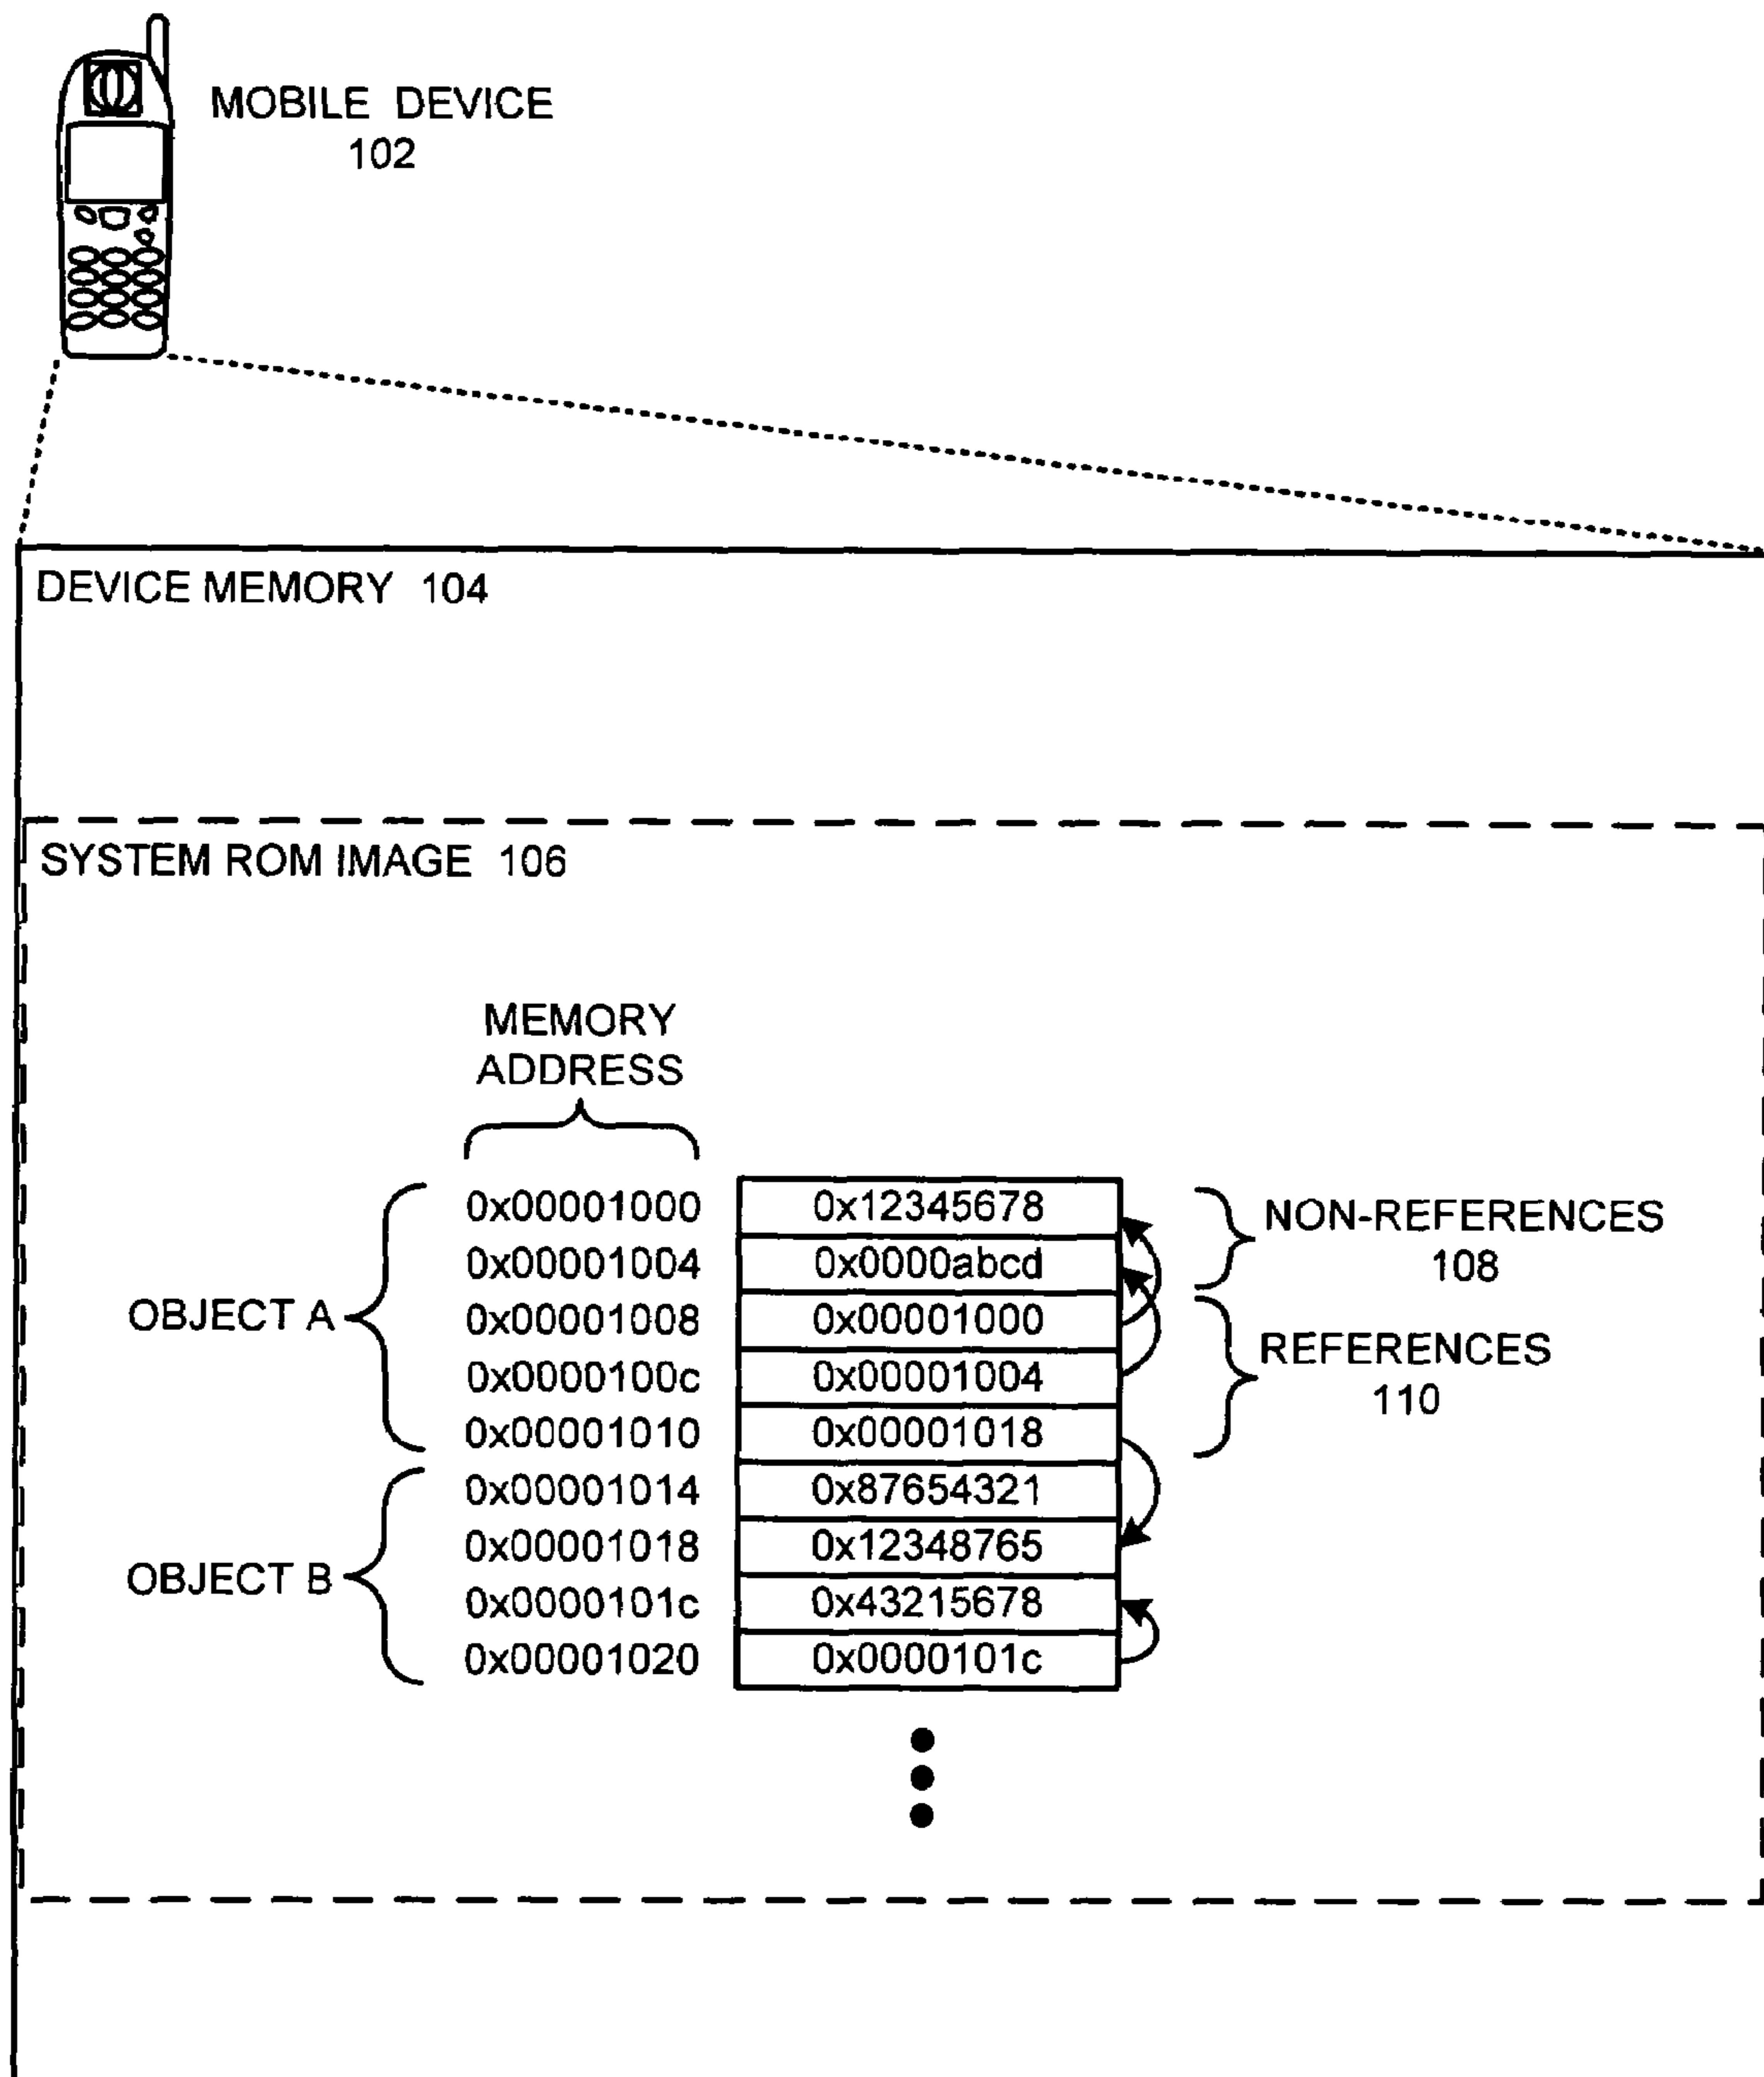 MOBILE DEVICE
102
DEVICE MEMORY 104
SYSTEM ROM IMAGE 106
MEMORY
ADDRESS
0x00001000 0x12345678
0x00001004 0x0000abcd
0x00001008 0x00001000
0x0000100c 0x00001004
0x00001010 0x00001018
0x00001014 0x87654321
0x00001018 0x12348765
0x0000101c 0x43215678
0x00001020 0x0000101c
OBJECT A
OBJECT B
NON-REFERENCES
108
REFERENCES
110